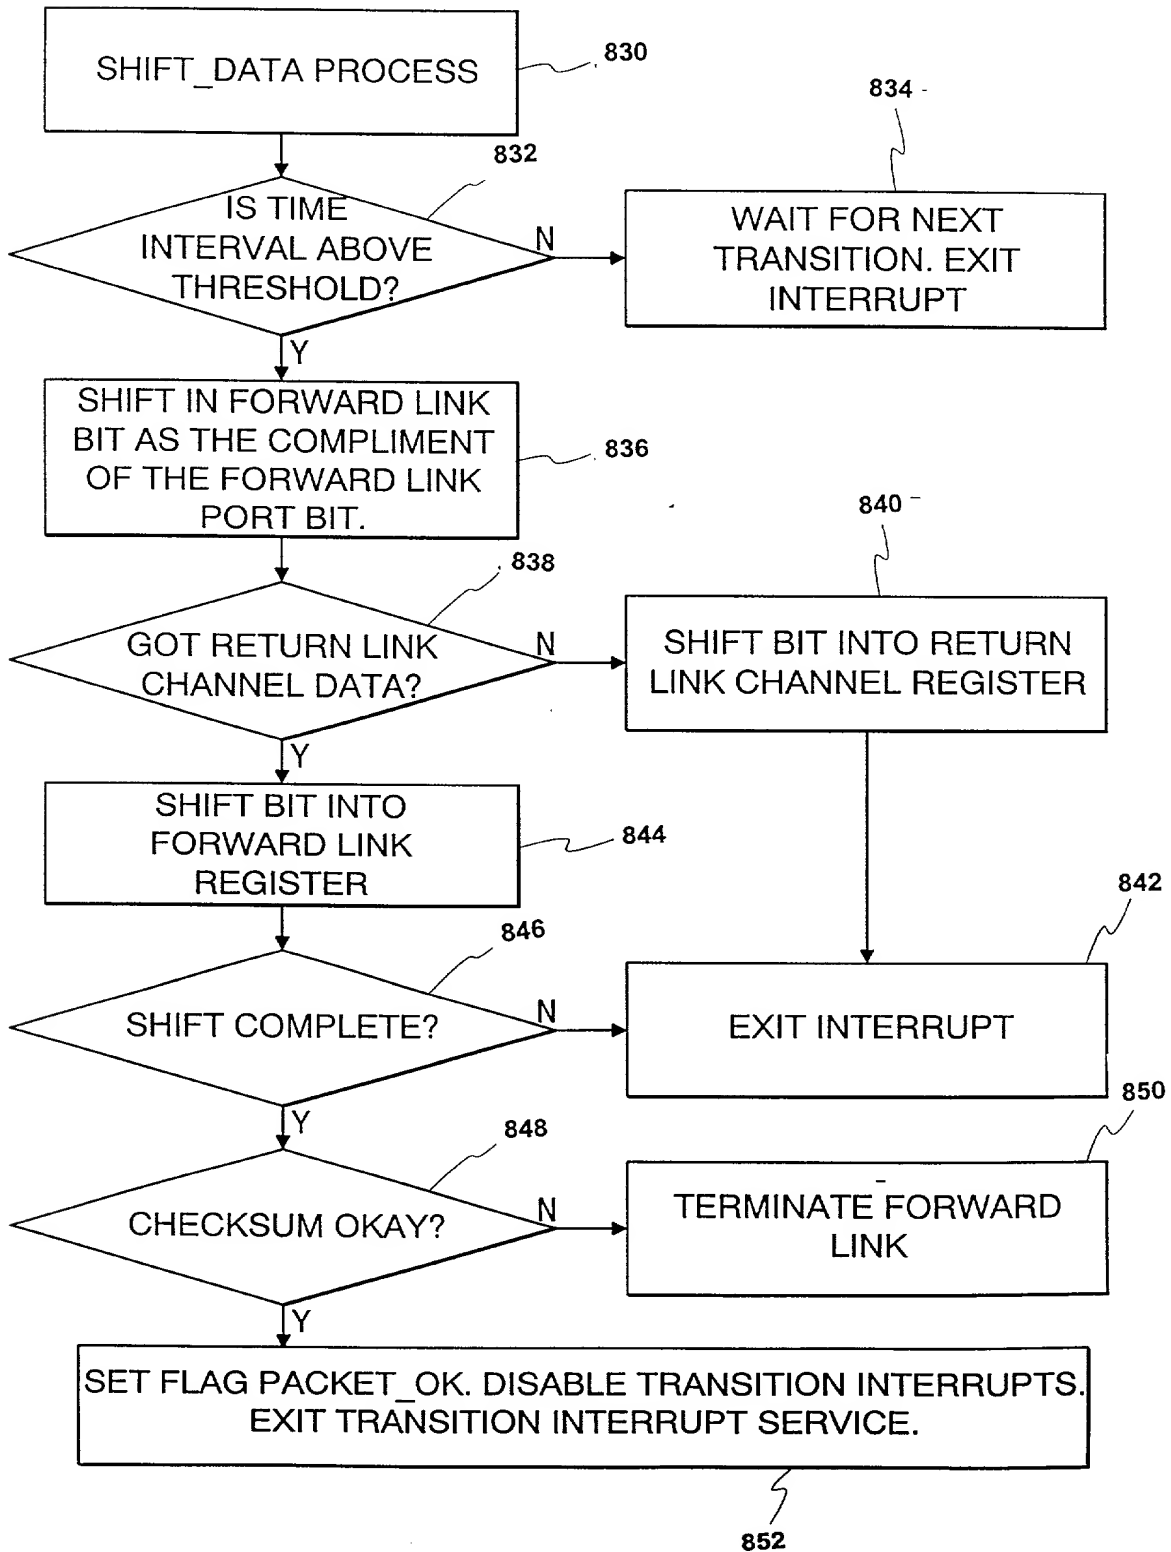 SHIFT_DATA PROCESS
830
834
832
IS TIME
INTERVAL ABOVE
THRESHOLD?
N
WAIT FOR NEXT
TRANSITION. EXIT
INTERRUPT
Y
SHIFT IN FORWARD LINK
BIT AS THE COMPLIMENT
OF THE FORWARD LINK
PORT BIT.
836
840
838
GOT RETURN LINK
CHANNEL DATA?
N
SHIFT BIT INTO RETURN
LINK CHANNEL REGISTER
Y
SHIFT BIT INTO
FORWARD LINK
REGISTER
844
842
846
SHIFT COMPLETE?
N
EXIT INTERRUPT
Y
850
848
CHECKSUM OKAY?
N
TERMINATE FORWARD
LINK
Y
SET FLAG PACKET_OK. DISABLE TRANSITION INTERRUPTS.
EXIT TRANSITION INTERRUPT SERVICE.
852